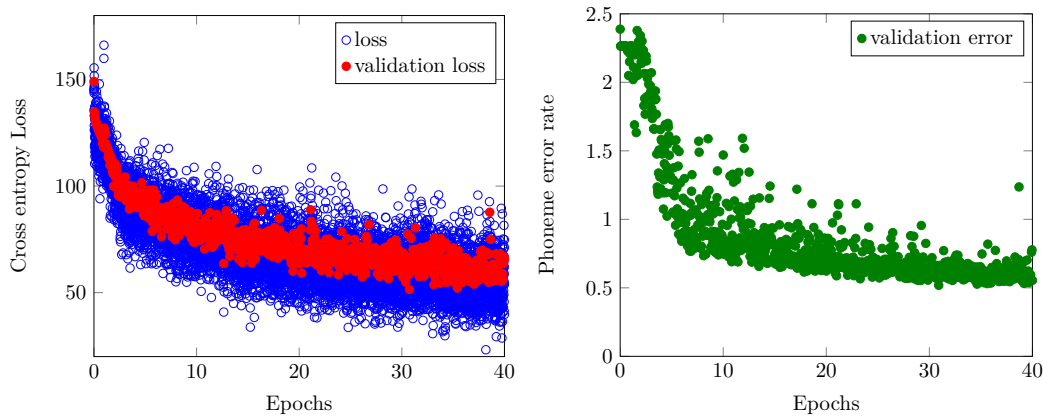 loss
validation loss
150
100
50
0
10
20
30
40
Cross entropy Loss
Epochs
validation error
2.5
2
1.5
1
0.5
0
0
10
20
30
40
Phoneme error rate
Epochs